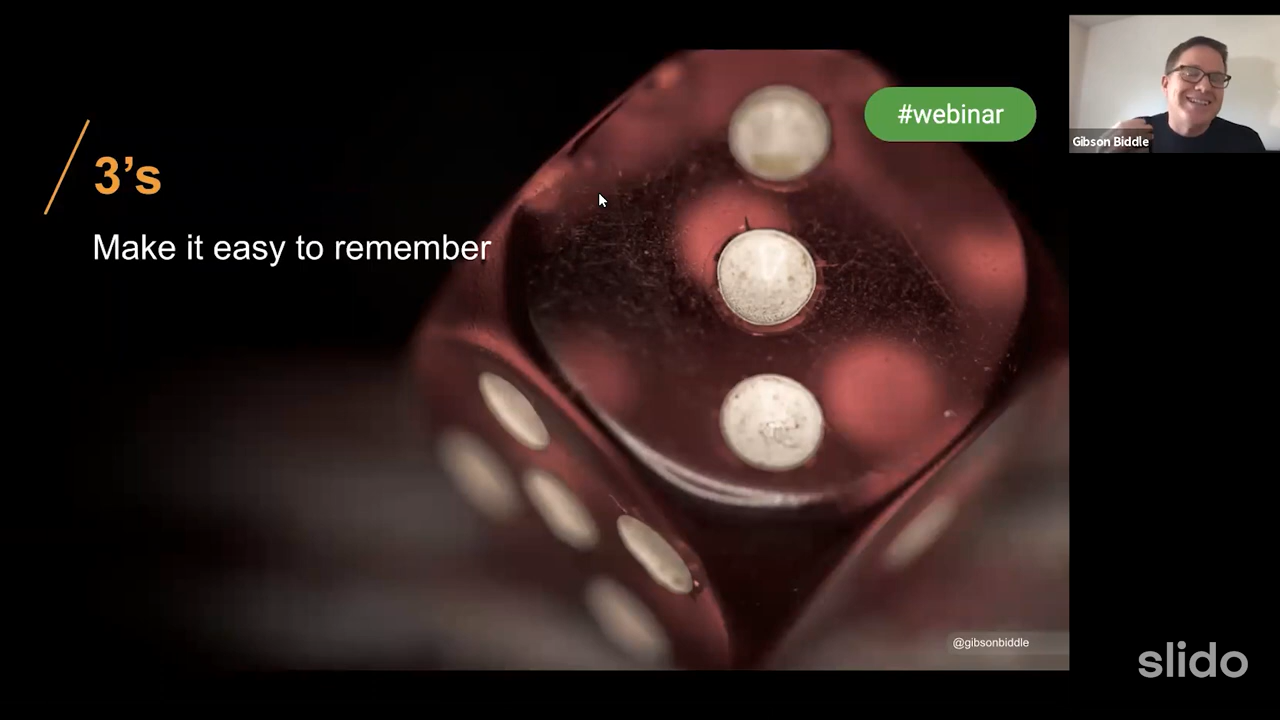 3’s
Make it easy to remember
#webinar
Gibson Biddle
@gibsonbiddle
slido